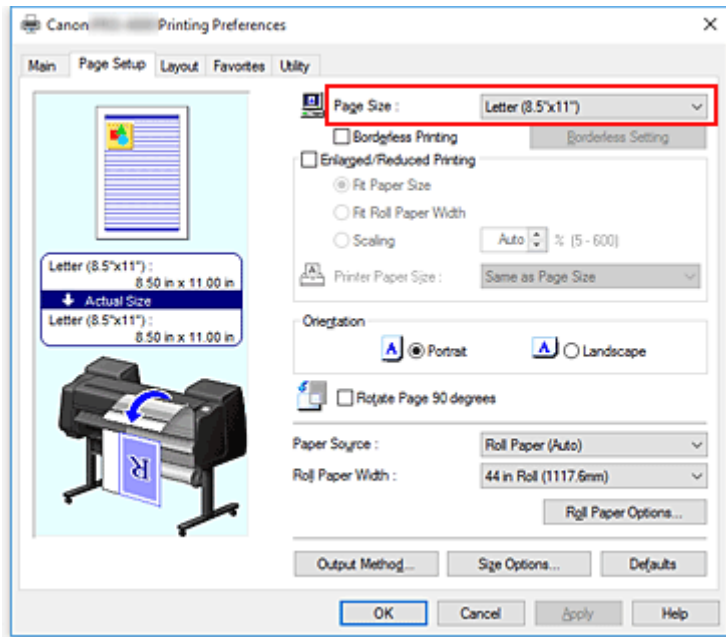 Canon Printing Preferences
Main Page Setup Layout Favorites Utility
Page Size : Letter (8.5"x11")
Borderless Printing Borderless Setting
Enlarged/Reduced Printing
Fit Paper Size
Fit Roll Paper Width
Scaling Auto % (5 - 600)
Printer Paper Size : Same as Page Size
Letter (8.5"x11") :
8.50 in x 11.00 in
Actual Size
Letter (8.5"x11") :
8.50 in x 11.00 in
Orientation
A Portrait A Landscape
Rotate Page 90 degrees
R
Paper Source : Roll Paper (Auto)
Roll Paper Width : 44 in Roll (1117.6mm)
Roll Paper Options...
Output Method... Size Options... Defaults
OK Cancel Apply Help